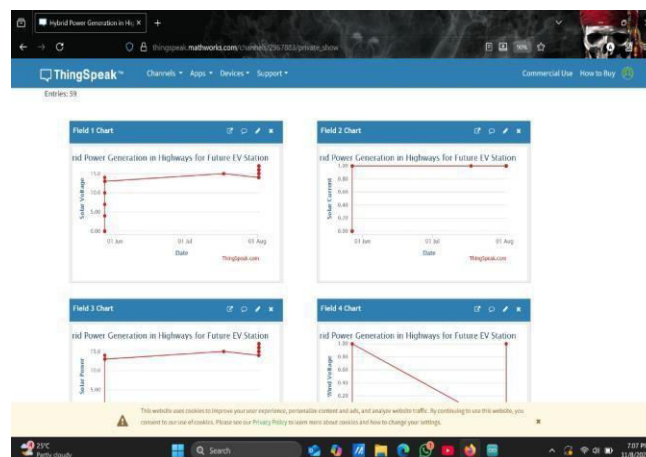 Hybrid Power Generation in Hig
thingspeak.mathworks.com/channels/2967003/private_show
ThingSpeak™
Channels Apps Devices Support
Commercial Use How to Buy
Entries: 59
Field 1 Chart
rid Power Generation in Highways for Future EV Station
Solar Voltage
15.0
10.0
5.00
0.00
01 Jun 01 Jul 01 Aug
Date
ThingSpeak.com
Field 2 Chart
rid Power Generation in Highways for Future EV Station
Solar Current
1.00
0.80
0.60
0.40
0.20
0.00
01 Jun 01 Jul 01 Aug
Date
ThingSpeak.com
Field 3 Chart
rid Power Generation in Highways for Future EV Station
Solar Power
15.0
10.0
5.00
Field 4 Chart
rid Power Generation in Highways for Future EV Station
Wind Voltage
1.00
0.80
0.60
0.40
0.20
This website uses cookies to improve your user experience, personalize content and ads, and analyze website traffic. By continuing to use this website, you
consent to our use of cookies. Please see our Privacy Policy to learn more about cookies and how to change your settings.
25°C
Partly cloudy
Search
7:07 P
11/8/202